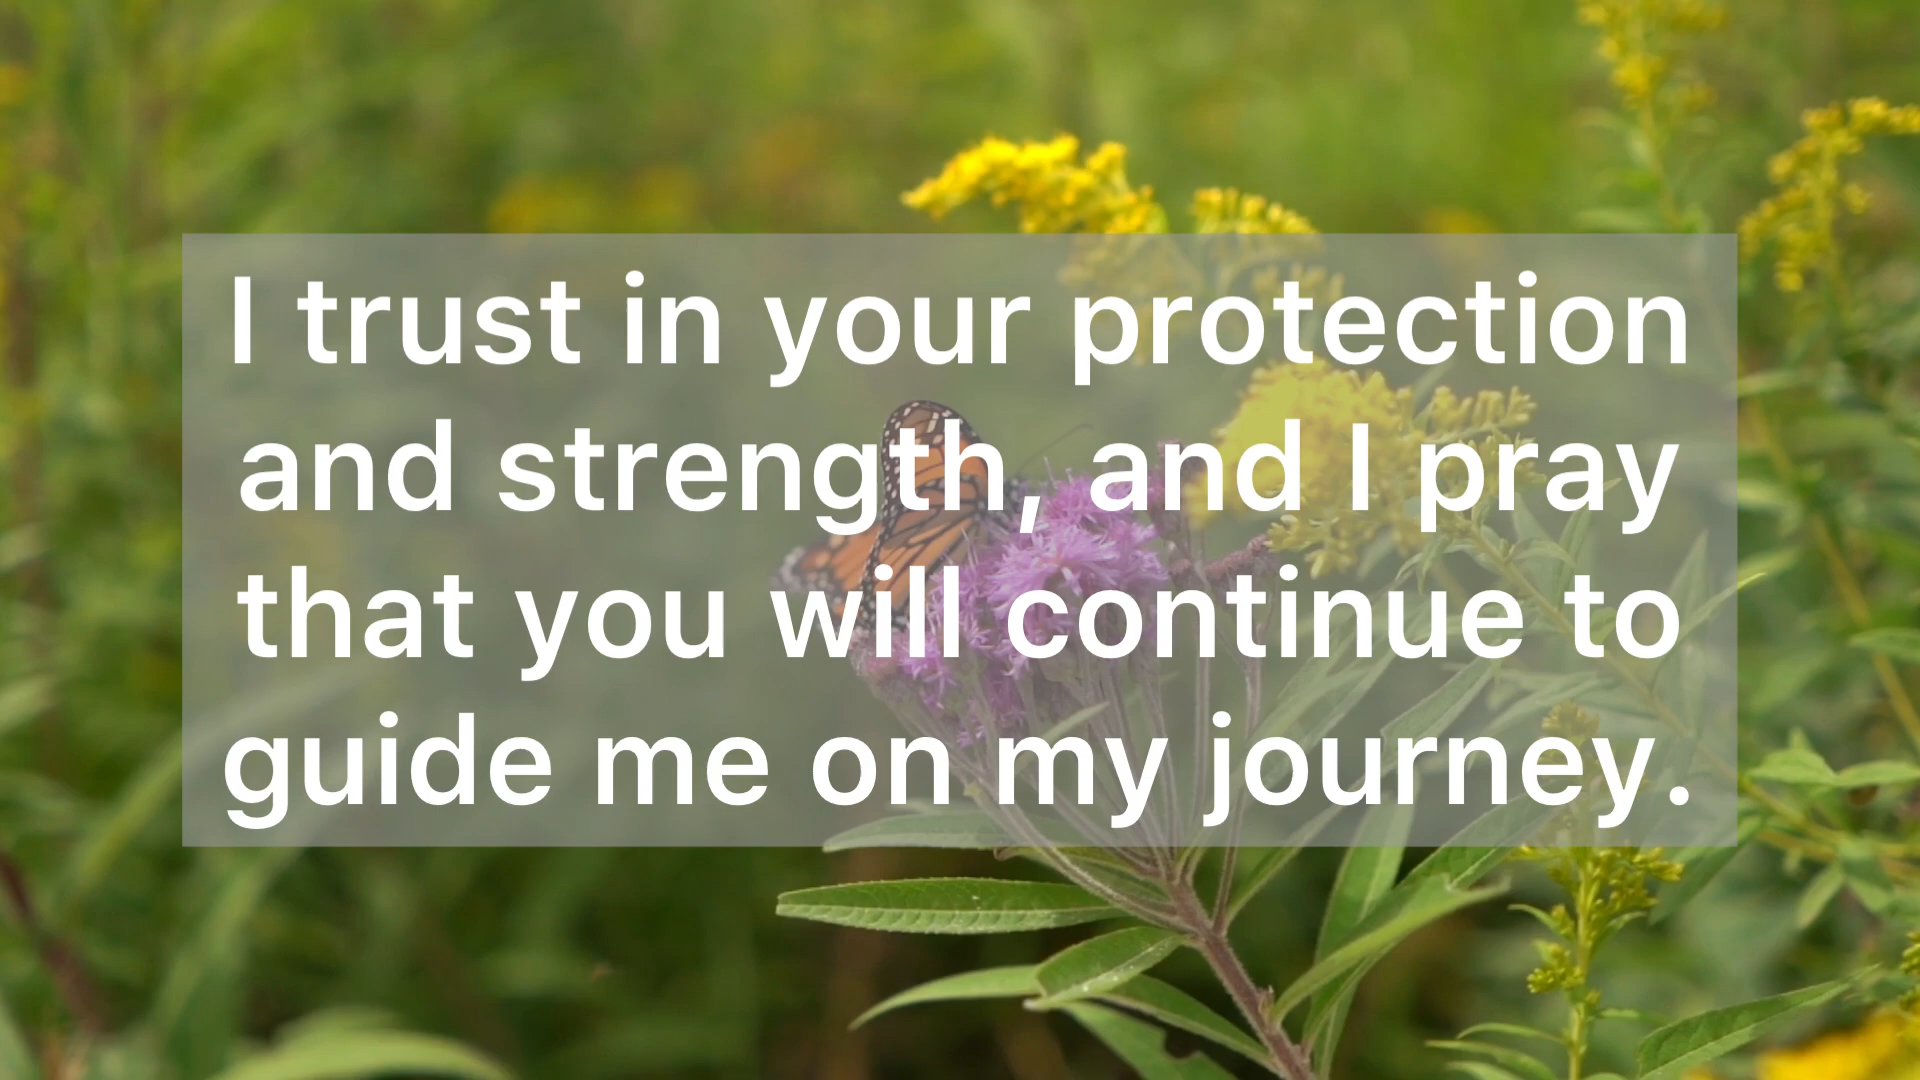 I trust in your protection
and strength, and I pray
that you will continue to
guide me on my journey.